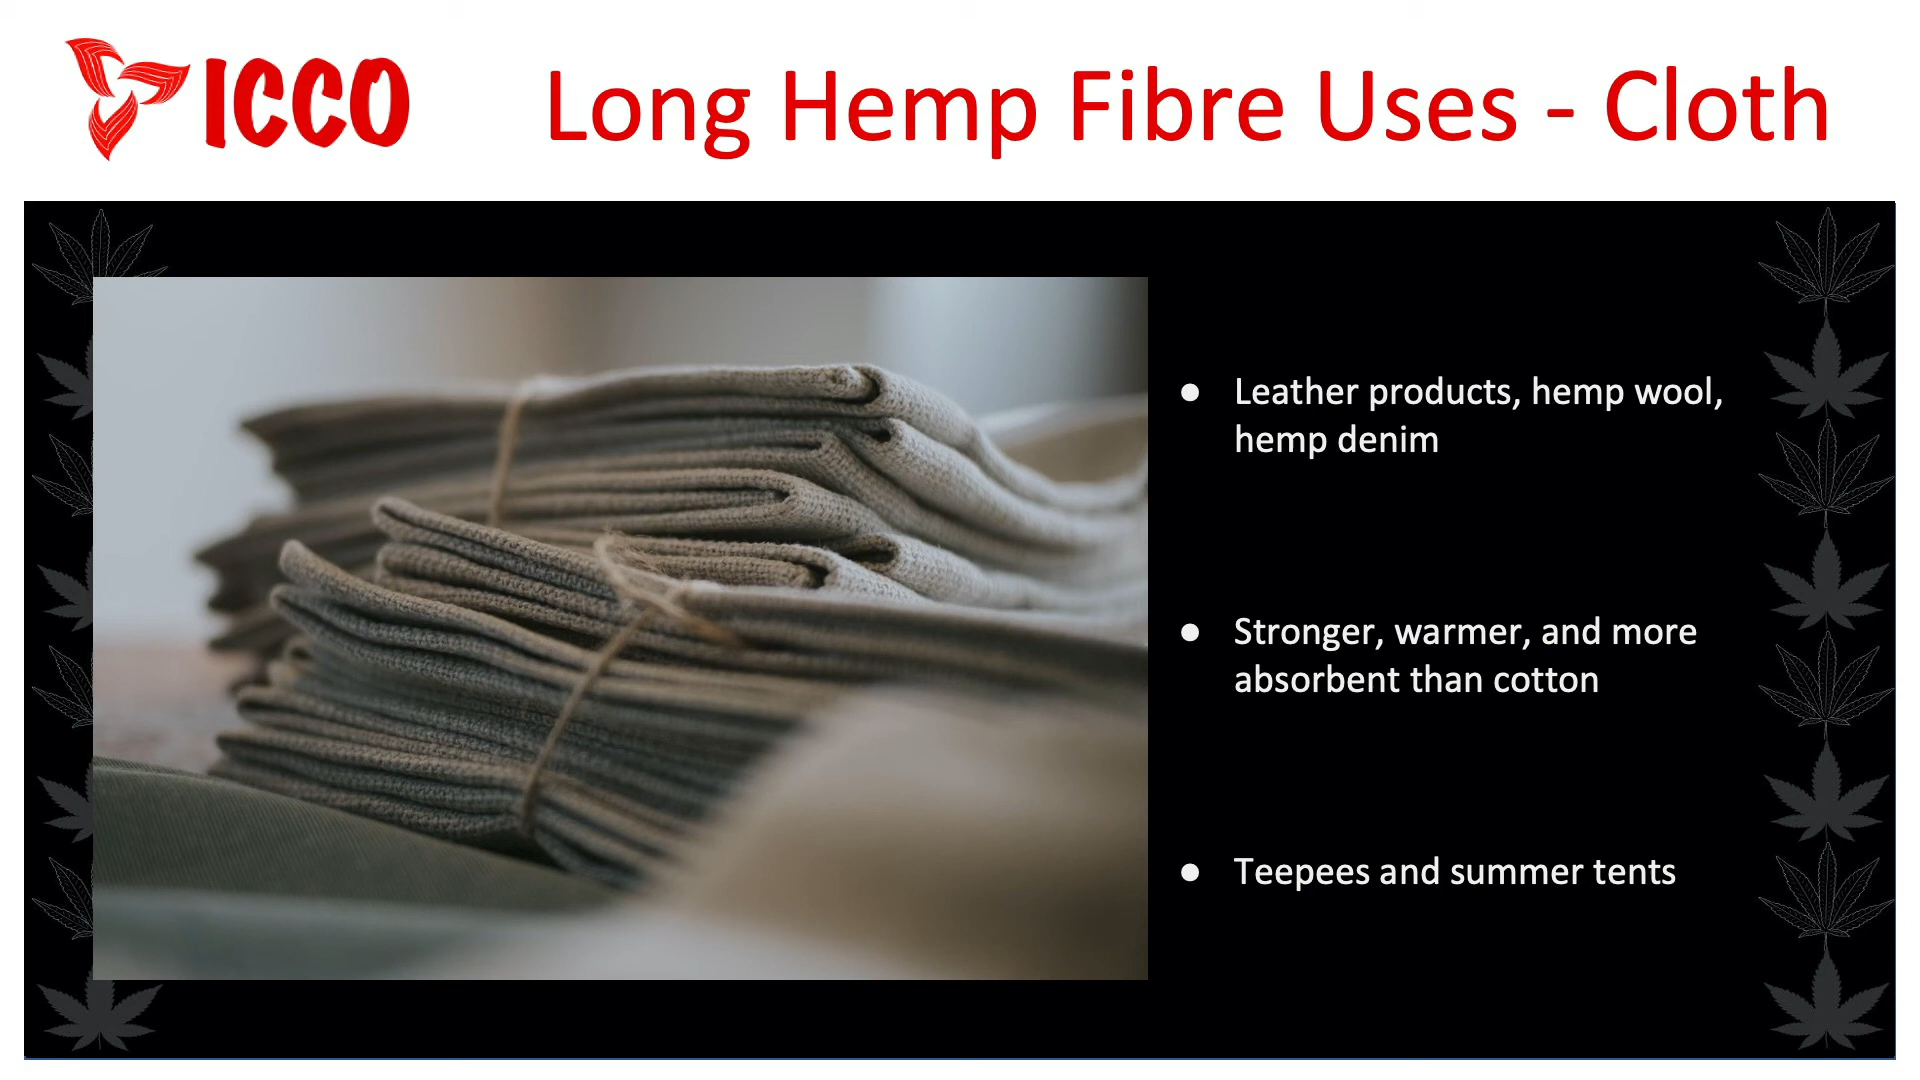 ICCO
Long Hemp Fibre Uses - Cloth
● Leather products, hemp wool,
hemp denim
● Stronger, warmer, and more
absorbent than cotton
● Teepees and summer tents